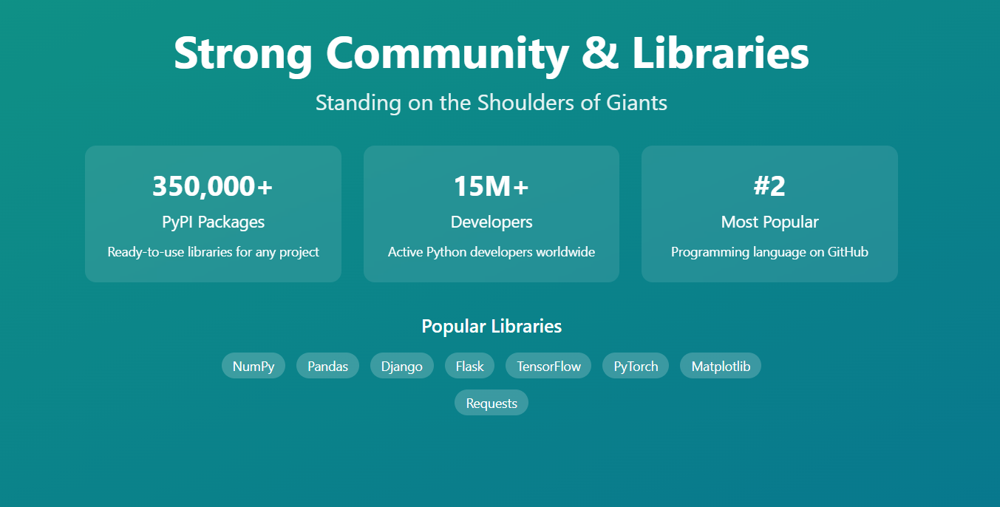 Strong Community & Libraries
Standing on the Shoulders of Giants
350,000+
PyPI Packages
Ready-to-use libraries for any project
15M+
Developers
Active Python developers worldwide
#2
Most Popular
Programming language on GitHub
Popular Libraries
NumPy Pandas Django Flask TensorFlow PyTorch Matplotlib
Requests